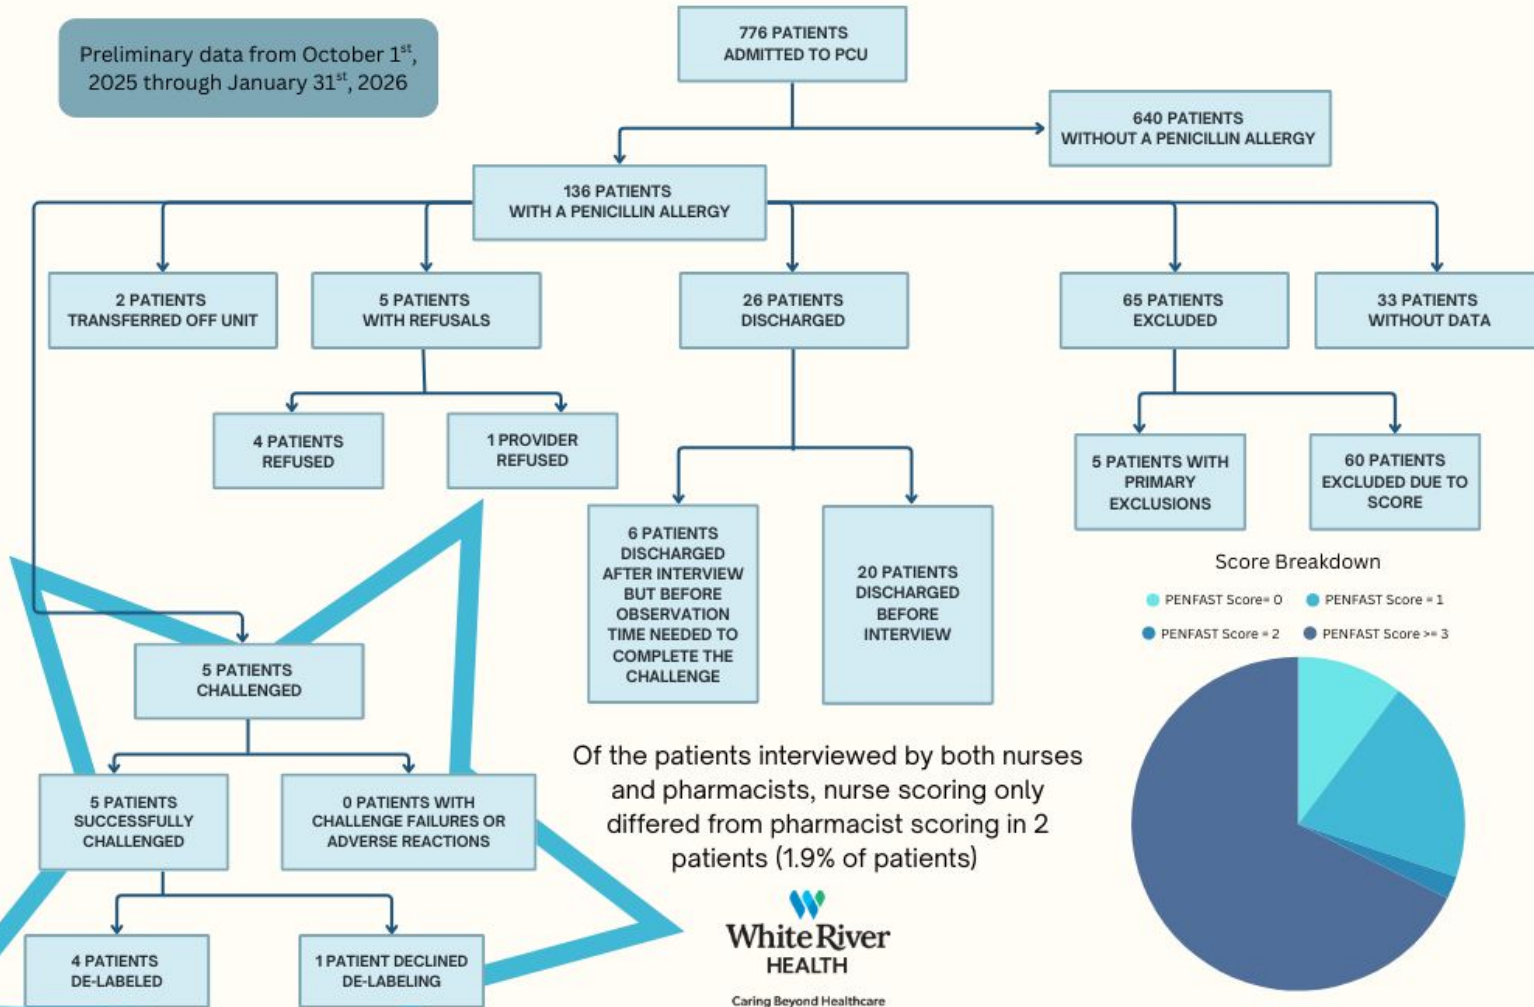 Preliminary data from October 1st,
2025 through January 31st, 2026
776 PATIENTS
ADMITTED TO PCU
640 PATIENTS
WITHOUT A PENICILLIN ALLERGY
136 PATIENTS
WITH A PENICILLIN ALLERGY
2 PATIENTS
TRANSFERRED OFF UNIT
5 PATIENTS
WITH REFUSALS
26 PATIENTS
DISCHARGED
65 PATIENTS
EXCLUDED
33 PATIENTS
WITHOUT DATA
4 PATIENTS
REFUSED
1 PROVIDER
REFUSED
6 PATIENTS
DISCHARGED
AFTER INTERVIEW
BUT BEFORE
OBSERVATION
TIME NEEDED TO
COMPLETE THE
CHALLENGE
20 PATIENTS
DISCHARGED
BEFORE
INTERVIEW
5 PATIENTS WITH
PRIMARY
EXCLUSIONS
60 PATIENTS
EXCLUDED DUE TO
SCORE
Score Breakdown
PENFAST Score= 0
PENFAST Score = 1
PENFAST Score = 2
PENFAST Score >= 3
5 PATIENTS
CHALLENGED
5 PATIENTS
SUCCESSFULLY
CHALLENGED
0 PATIENTS WITH
CHALLENGE FAILURES OR
ADVERSE REACTIONS
4 PATIENTS
DE-LABELED
1 PATIENT DECLINED
DE-LABELING
Of the patients interviewed by both nurses
and pharmacists, nurse scoring only
differed from pharmacist scoring in 2
patients (1.9% of patients)
White River
HEALTH
Caring Beyond Healthcare